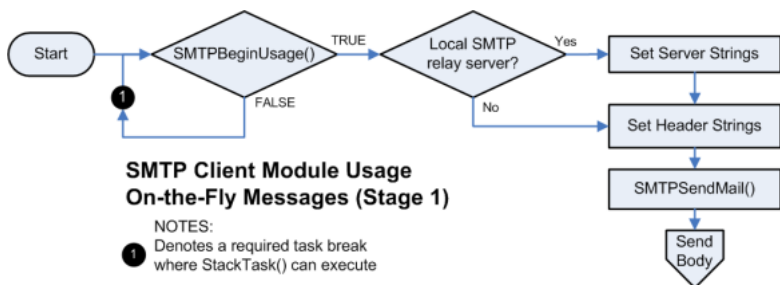 Start
SMTPBeginUsage()
TRUE
FALSE
1
Local SMTP
relay server?
Yes
No
Set Server Strings
Set Header Strings
SMTPSendMail()
Send
Body
SMTP Client Module Usage
On-the-Fly Messages (Stage 1)
NOTES:
1 Denotes a required task break
where StackTask() can execute